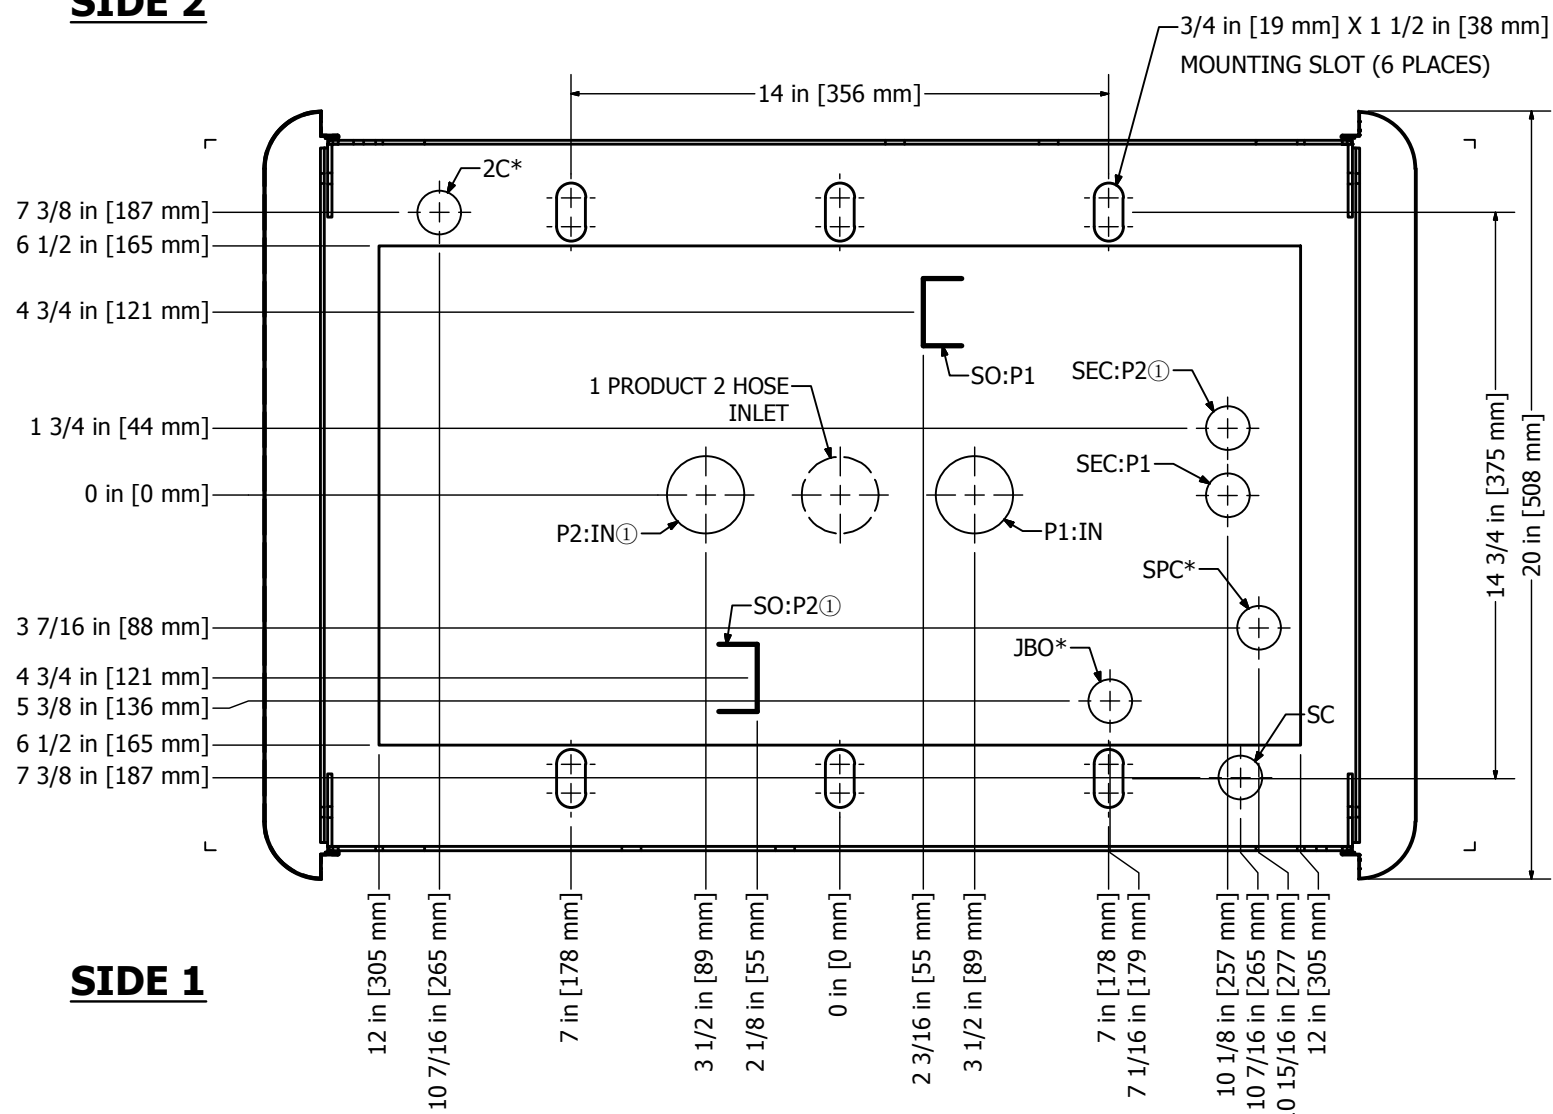 SIDE 2
3/4 in [19 mm] X 1 1/2 in [38 mm]
MOUNTING SLOT (6 PLACES)
14 in [356 mm]
2C*
7 3/8 in [187 mm]
6 1/2 in [165 mm]
4 3/4 in [121 mm]
SO:P1
SEC:P2①
1 PRODUCT 2 HOSE
INLET
1 3/4 in [44 mm]
SEC:P1
0 in [0 mm]
P2:IN①
P1:IN
14 3/4 in [375 mm]
20 in [508 mm]
SPC*
SO:P2①
3 7/16 in [88 mm]
JBO*
4 3/4 in [121 mm]
5 3/8 in [136 mm]
SC
6 1/2 in [165 mm]
7 3/8 in [187 mm]
SIDE 1
12 in [305 mm]
10 7/16 in [265 mm]
7 in [178 mm]
3 1/2 in [89 mm]
2 1/8 in [55 mm]
0 in [0 mm]
2 3/16 in [55 mm]
3 1/2 in [89 mm]
7 in [178 mm]
7 1/16 in [179 mm]
10 1/8 in [257 mm]
10 7/16 in [265 mm]
15/16 in [277 mm]
12 in [305 mm]